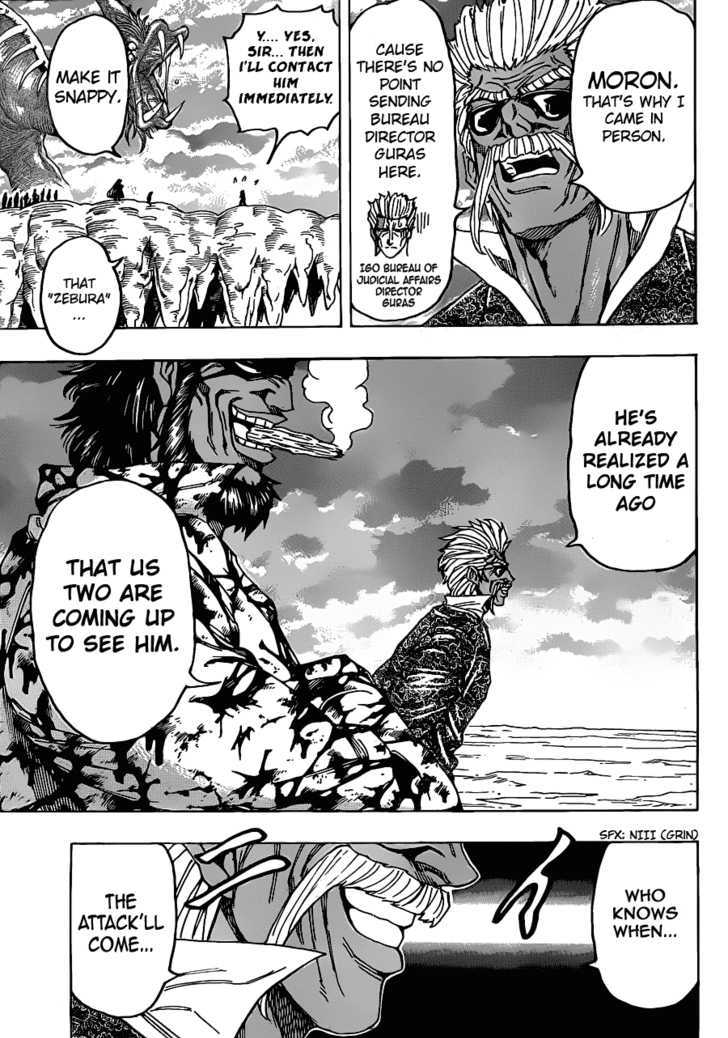 MORON.
THAT'S WHY I
CAME IN
PERSON.
CAUSE
THERE'S NO
POINT
SENDING
BUREAU
DIRECTOR
GURAS
HERE.
IGO BUREAU OF
JUDICIAL AFFAIRS
DIRECTOR
GURAS
Y.... YES,
SIR... THEN
I'LL CONTACT
HIM
IMMEDIATELY.
MAKE IT
SNAPPY.
THAT
"ZEBURA"
...
HE'S
ALREADY
REALIZED A
LONG TIME
AGO
THAT US
TWO ARE
COMING UP
TO SEE HIM.
SFX: NIII (GRIN)
WHO
KNOWS
WHEN...
ニィ
THE
ATTACK'LL
COME...